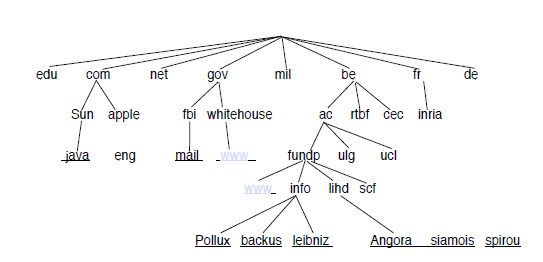 edu com net gov mil be fr de
Sun apple fbi whitehouse ac rtbf cec inria
java eng mail www fundp ulg ucl
www info lihd scf
Pollux backus leibniz Angora siamois spirou